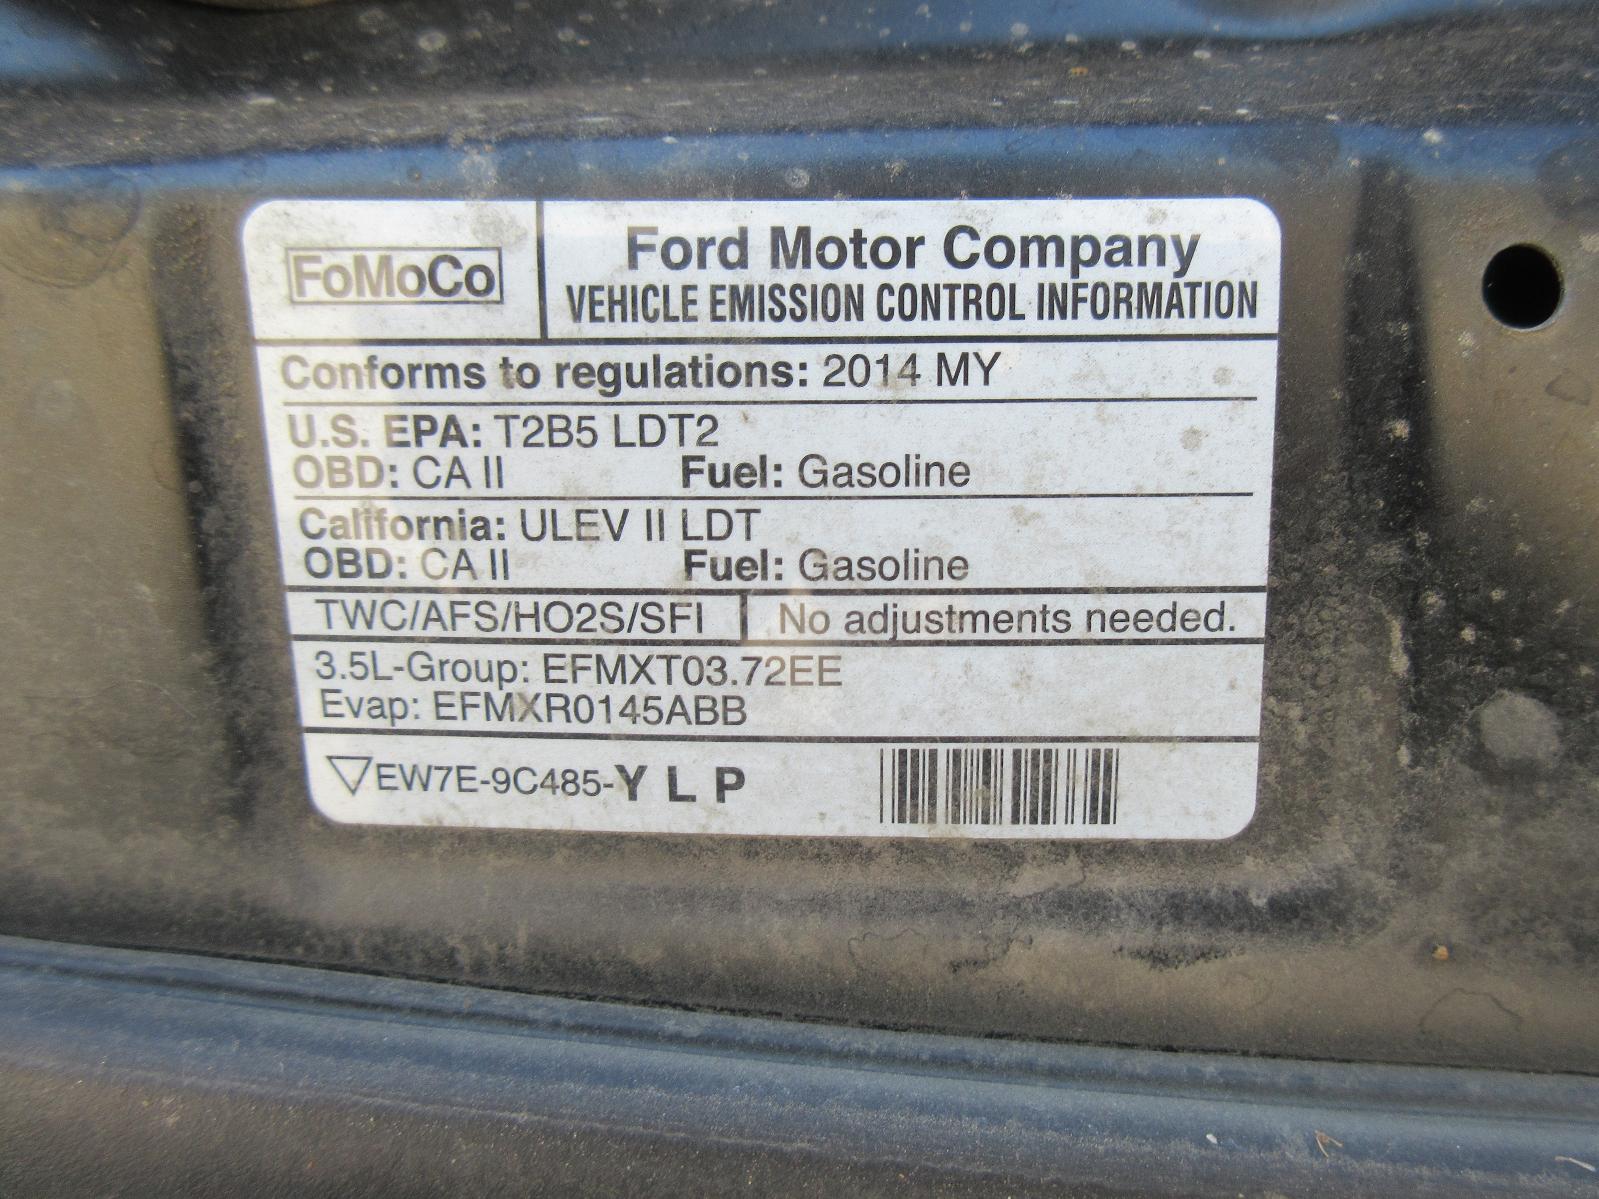 FoMoCo
Ford Motor Company
VEHICLE EMISSION CONTROL INFORMATION
Conforms to regulations: 2014 MY
U.S. EPA: T2B5 LDT2
OBD: CA II Fuel: Gasoline
California: ULEV II LDT
OBD: CA II Fuel: Gasoline
TWC/AFS/HO2S/SFI No adjustments needed.
3.5L-Group: EFMXT03.72EE
Evap: EFMXR0145ABB
EW7E-9C485-Y L P